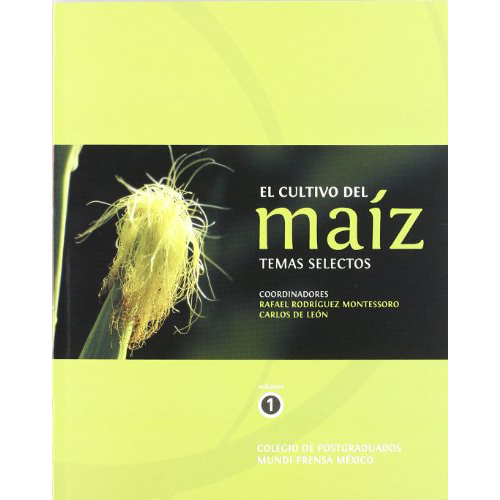 EL CULTIVO DEL
maíz
TEMAS SELECTOS
COORDINADORES
RAFAEL RODRÍGUEZ MONTESSORO
CARLOS DE LEÓN
volumen
1
COLEGIO DE POSTGRADUADOS
MUNDI PRENSA MÉXICO